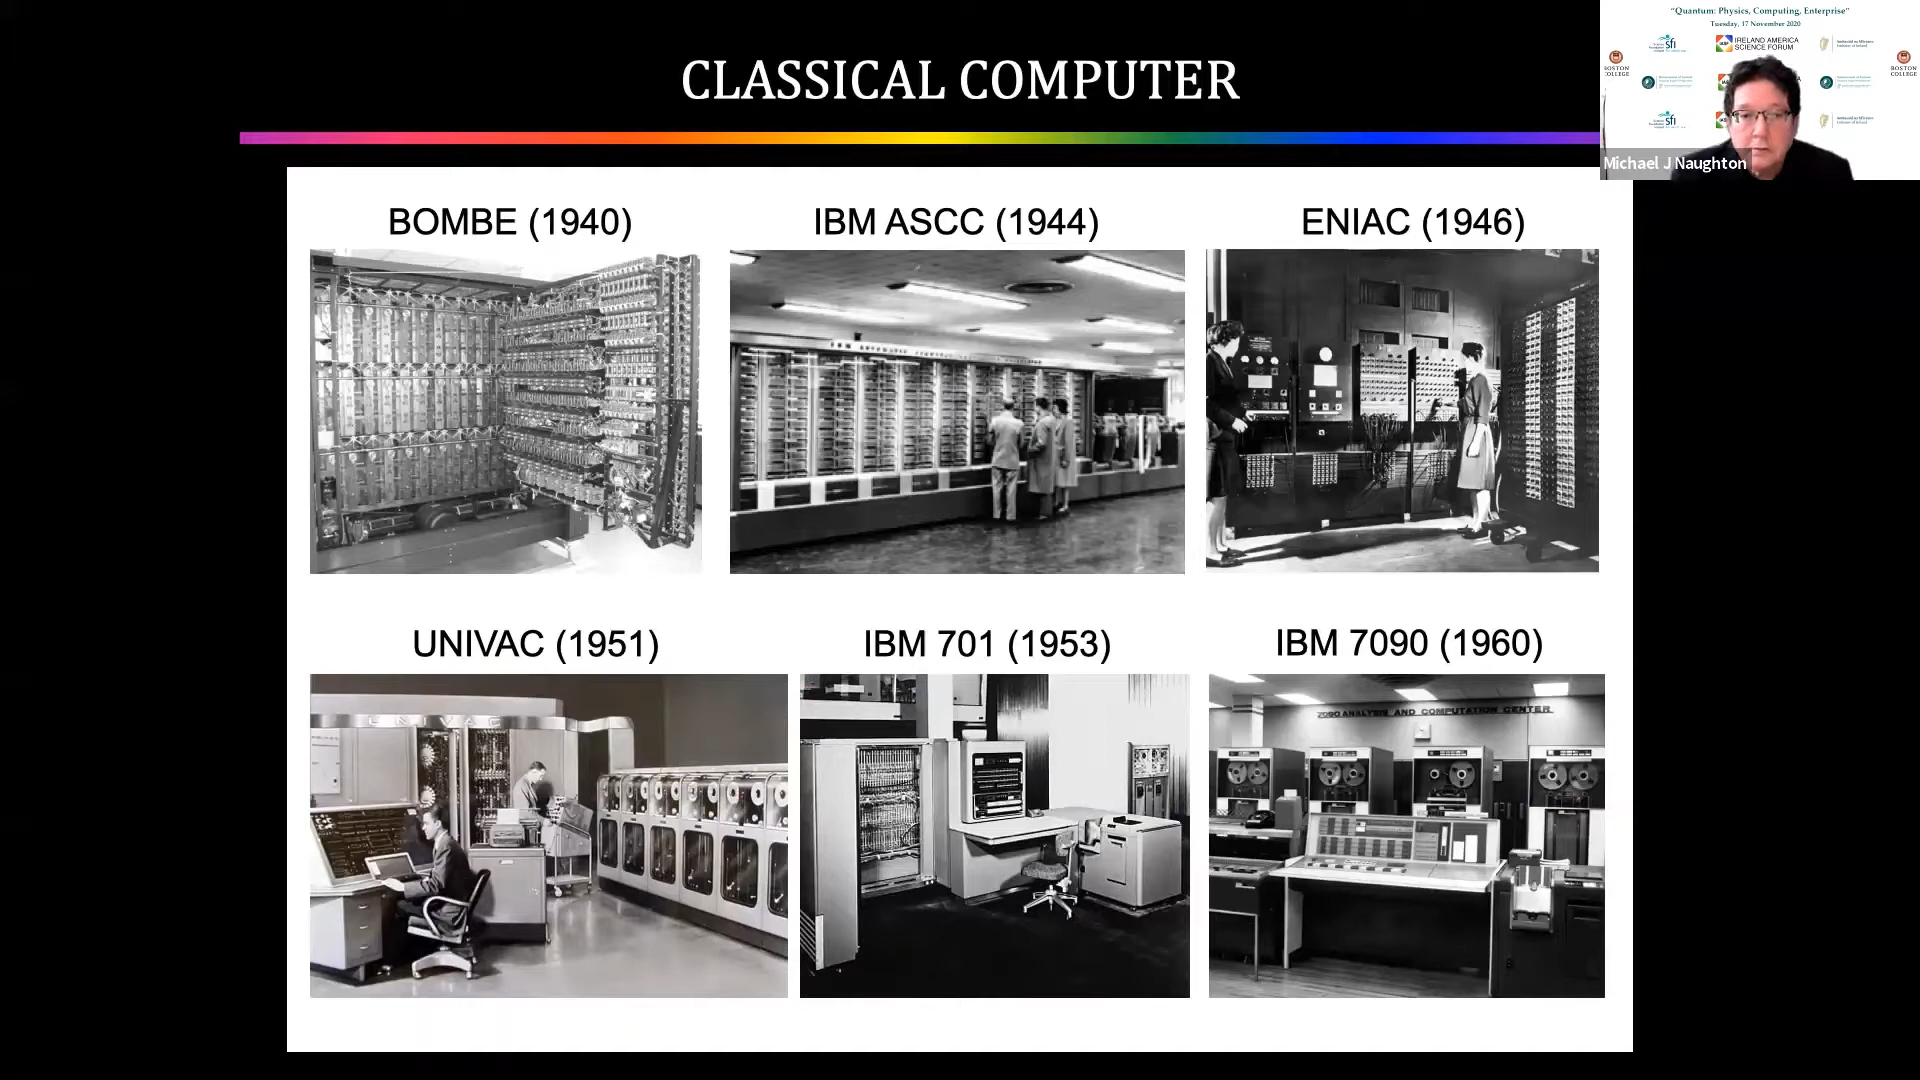 CLASSICAL COMPUTER
BOMBE (1940)
IBM ASCC (1944)
ENIAC (1946)
UNIVAC (1951)
UNIVAC
IBM 701 (1953)
IBM 7090 (1960)
7090 ANALYSIS AND COMPUTATION CENTER
"Quantum: Physics, Computing, Enterprise"
Tuesday, 17 November 2020
sfi
IRELAND AMERICA
SCIENCE FORUM
BOSTON
COLLEGE
BOSTON
COLLEGE
sfi
Michael J Naughton